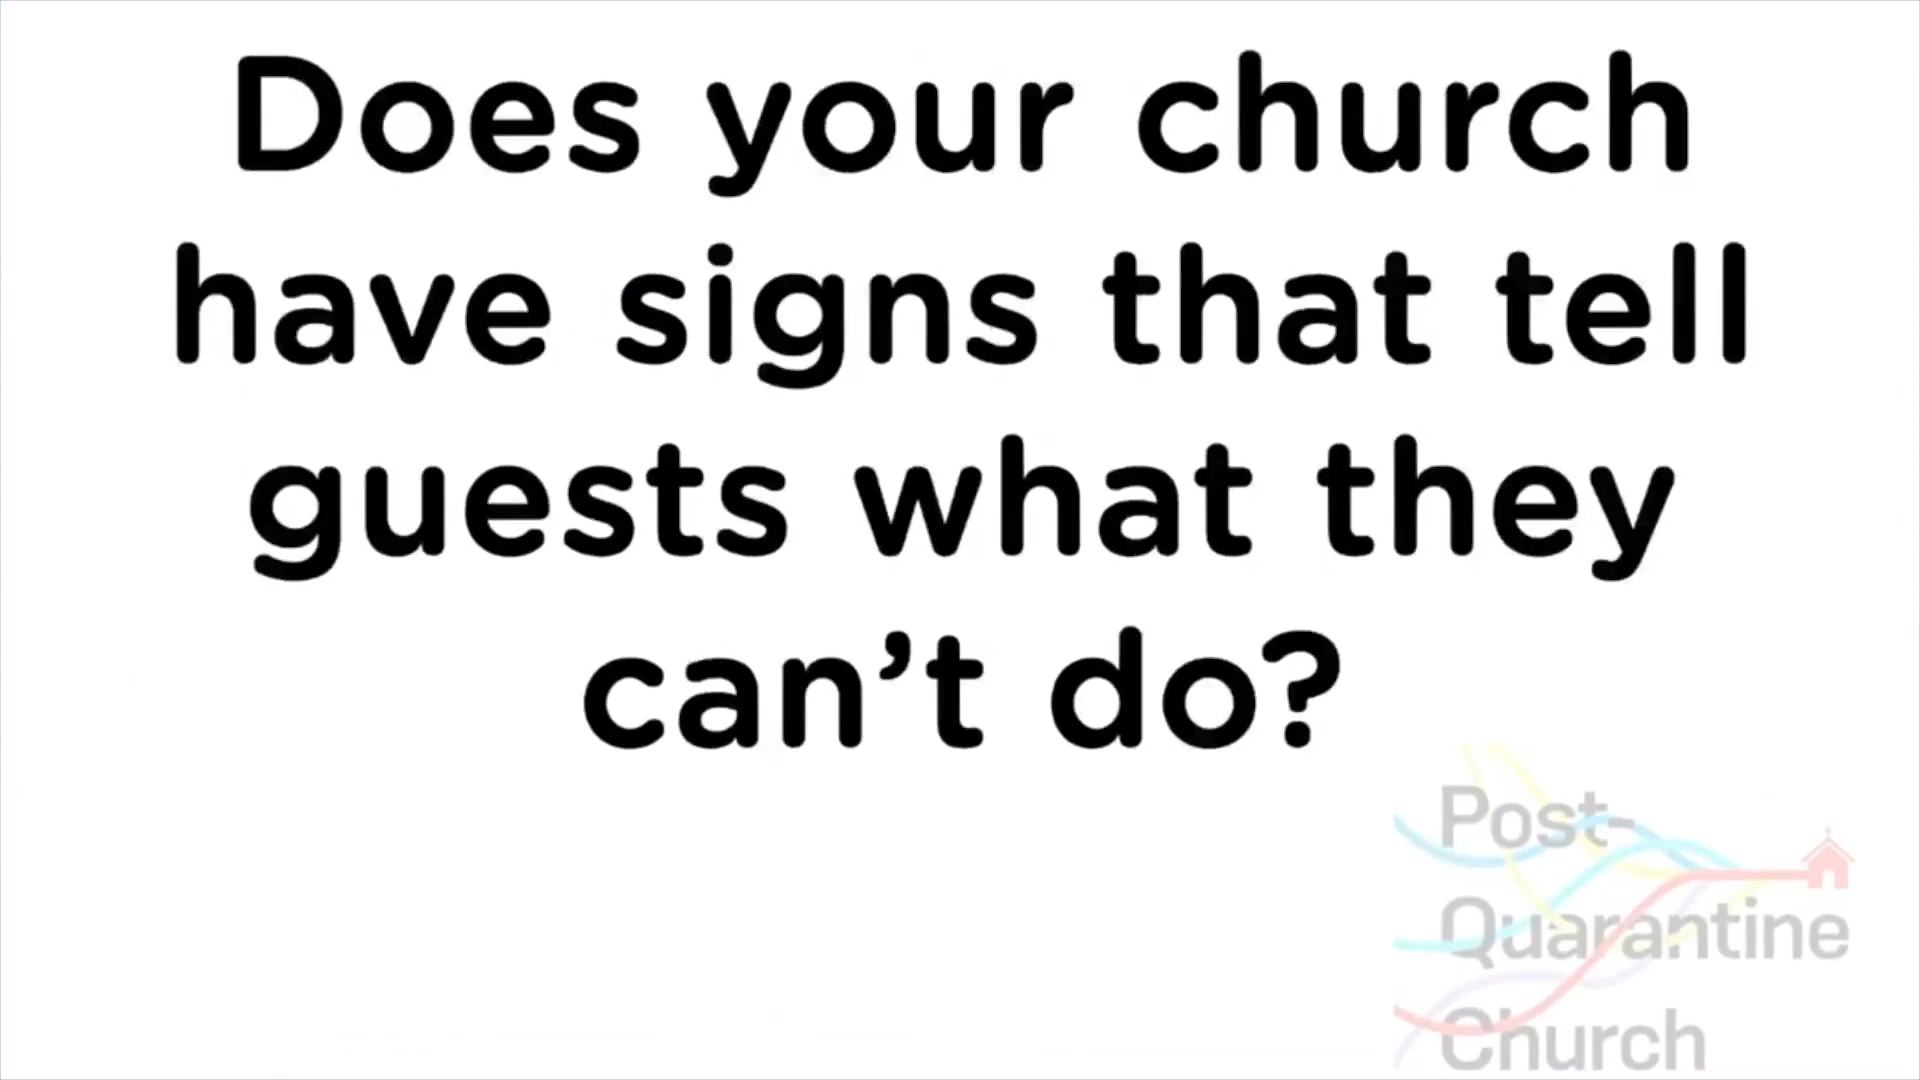 Does your church
have signs that tell
guests what they
can’t do?
Post-
Quarantine
Church